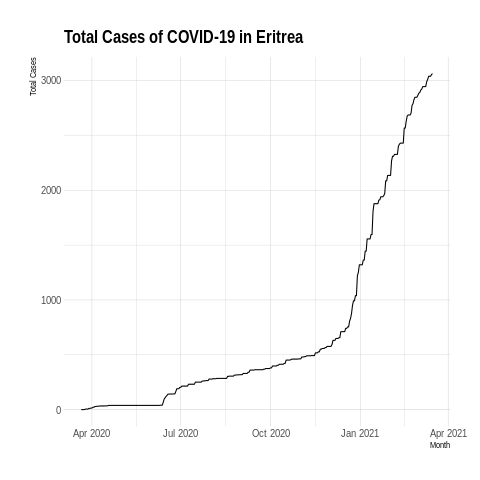 Total Cases of COVID-19 in Eritrea
Total Cases
3000
2000
1000
0
Apr 2020
Jul 2020
Oct 2020
Jan 2021
Apr 2021
Month